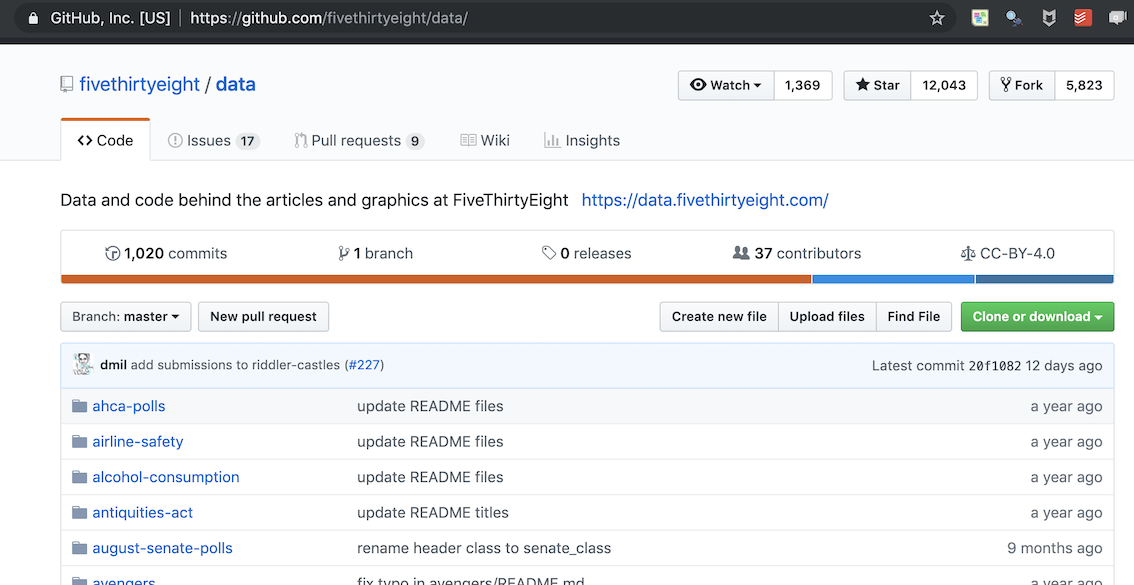 GitHub, Inc. [US] | https://github.com/fivethirtyeight/data/
fivethirtyeight / data
Watch 1,369 Star 12,043 Fork 5,823
Code Issues 17 Pull requests 9 Wiki Insights
Data and code behind the articles and graphics at FiveThirtyEight https://data.fivethirtyeight.com/
1,020 commits 1 branch 0 releases 37 contributors CC-BY-4.0
Branch: master New pull request Create new file Upload files Find File Clone or download
dmil add submissions to riddler-castles (#227) Latest commit 20f1082 12 days ago
ahca-polls update README files a year ago
airline-safety update README files a year ago
alcohol-consumption update README files a year ago
antiquities-act update README titles a year ago
august-senate-polls rename header class to senate_class 9 months ago
avengers fix typo in avengers/README.md a year ago